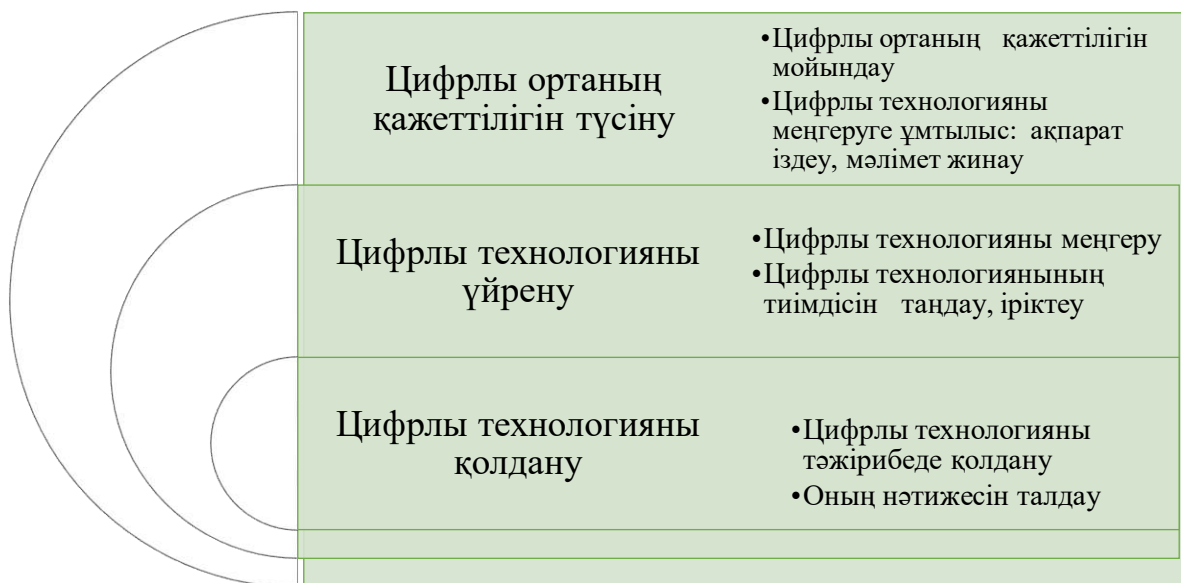 Цифрлы ортаның
қажеттілігін түсіну
•Цифрлы ортаның қажеттілігін
мойындау
•Цифрлы технологияны
меңгеруге ұмтылыс: ақпарат
іздеу, мәлімет жинау
Цифрлы технологияны
үйрену
•Цифрлы технологияны меңгеру
•Цифрлы технологиянының
тиімдісін таңдау, іріктеу
Цифрлы технологияны
қолдану
•Цифрлы технологияны
тәжірибеде қолдану
•Оның нәтижесін талдау